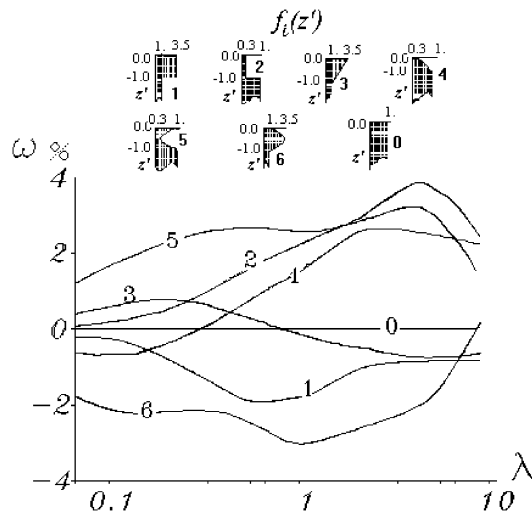 fᵢ(z')
1. 3.5 0.3 1. 1. 3.5 0.3 1.
0.0 0.0 0.0 0.0
-1.0 -1.0 -1.0 -1.0
z' 1 z' 2 z' 3 z' 4
0.3 1. 1. 3.5 1.
0.0 0.0 0.0
-1.0 5 -1.0 6 -1.0 0
z' z' z'
ω %
4
5
2 2
4
3
0 0
1
-2 6
-4
0.1 1 10 λ